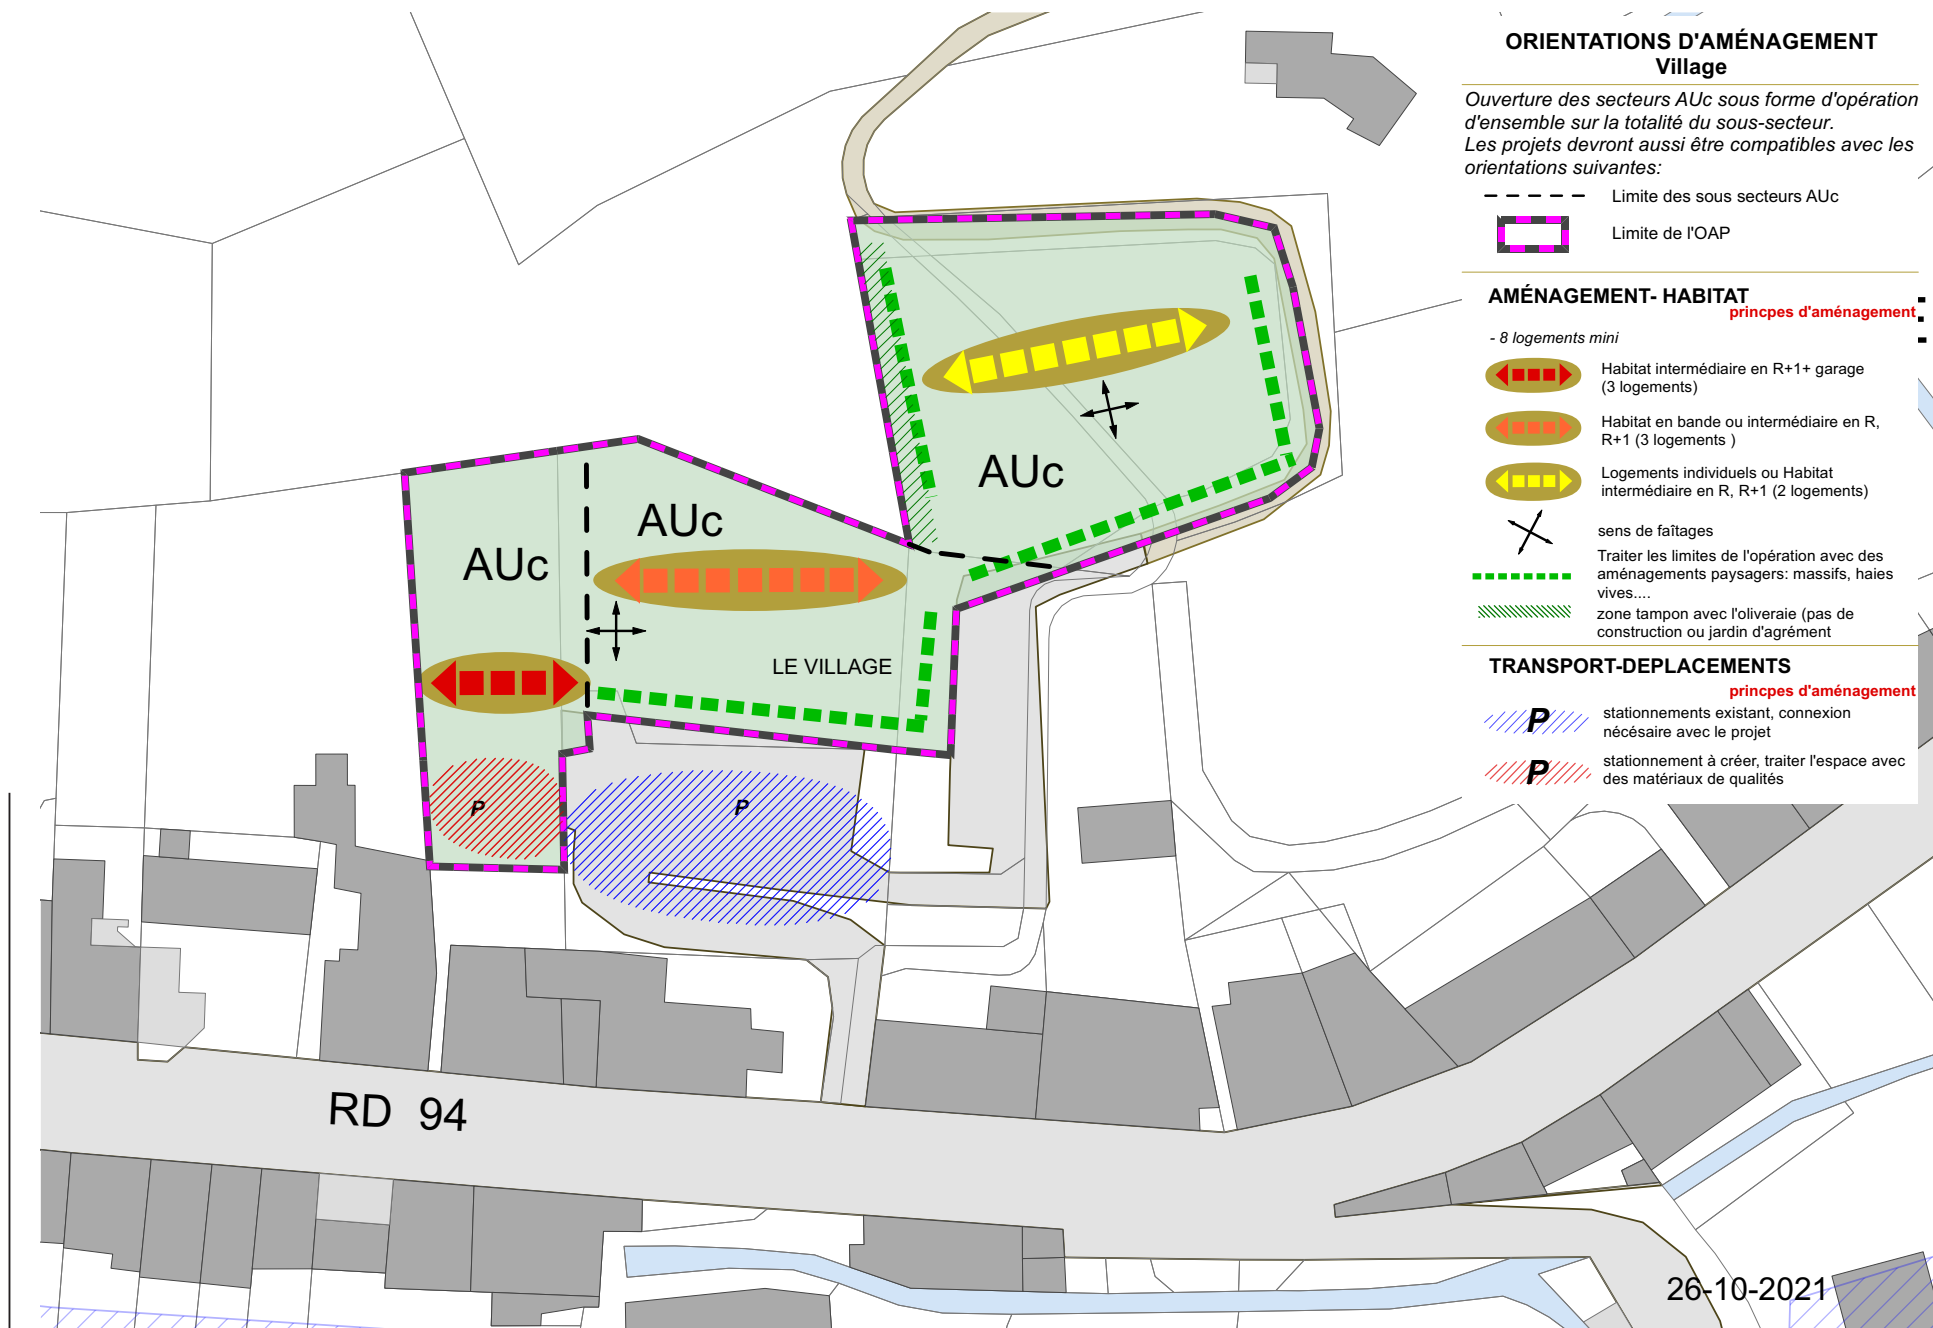 ORIENTATIONS D'AMÉNAGEMENT
Village
Ouverture des secteurs AUc sous forme d'opération
d'ensemble sur la totalité du sous-secteur.
Les projets devront aussi être compatibles avec les
orientations suivantes:
Limite des sous secteurs AUc
Limite de l'OAP
AMÉNAGEMENT- HABITAT
princpes d'aménagement
- 8 logements mini
Habitat intermédiaire en R+1+ garage
(3 logements)
Habitat en bande ou intermédiaire en R,
R+1 (3 logements )
Logements individuels ou Habitat
intermédiaire en R, R+1 (2 logements)
sens de faîtages
Traiter les limites de l'opération avec des
aménagements paysagers: massifs, haies
vives....
zone tampon avec l'oliveraie (pas de
construction ou jardin d'agrément
TRANSPORT-DEPLACEMENTS
princpes d'aménagement
P
stationnements existant, connexion
nécésaire avec le projet
P
stationnement à créer, traiter l'espace avec
des matériaux de qualités
AUc
AUc
AUc
LE VILLAGE
P
P
RD 94
26-10-2021